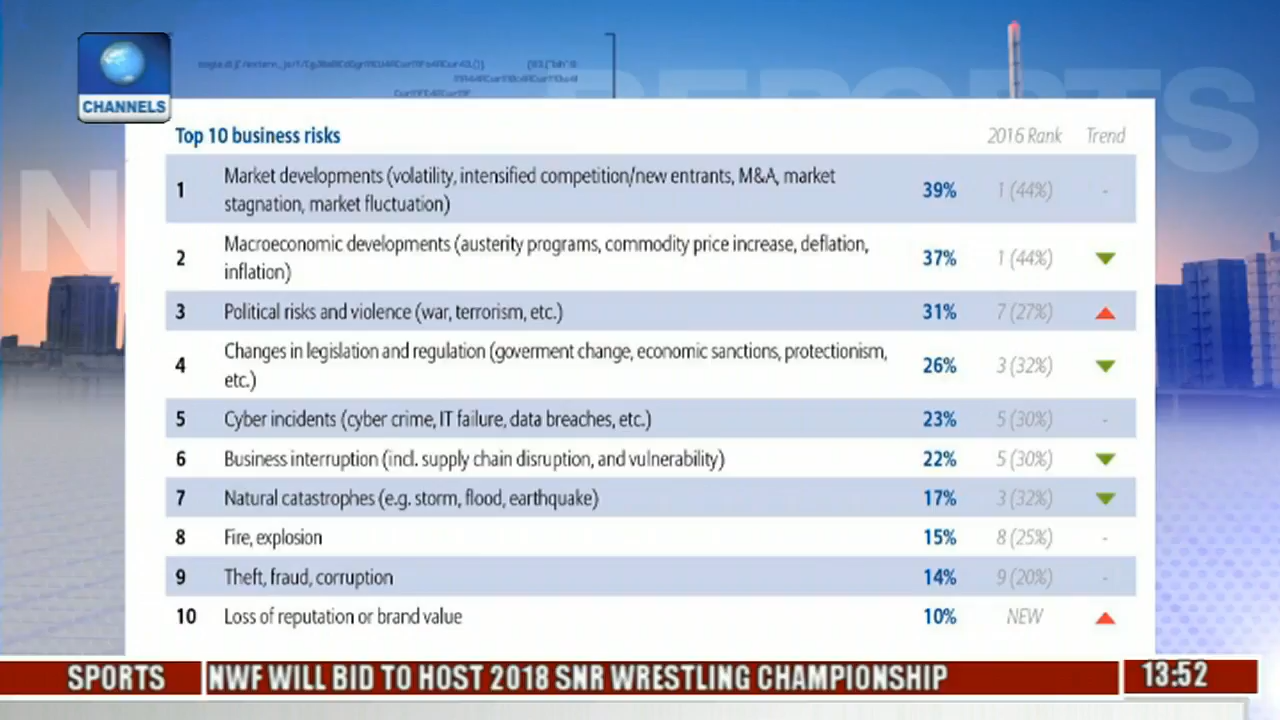 CHANNELS
Top 10 business risks 2016 Rank Trend
1 Market developments (volatility, intensified competition/new entrants, M&A, market 39% 1 (44%) -
stagnation, market fluctuation)
2 Macroeconomic developments (austerity programs, commodity price increase, deflation, 37% 1 (44%) ▼
inflation)
3 Political risks and violence (war, terrorism, etc.) 31% 7 (27%) ▲
4 Changes in legislation and regulation (goverment change, economic sanctions, protectionism, 26% 3 (32%) ▼
etc.)
5 Cyber incidents (cyber crime, IT failure, data breaches, etc.) 23% 5 (30%) -
6 Business interruption (incl. supply chain disruption, and vulnerability) 22% 5 (30%) ▼
7 Natural catastrophes (e.g. storm, flood, earthquake) 17% 3 (32%) ▼
8 Fire, explosion 15% 8 (25%) -
9 Theft, fraud, corruption 14% 9 (20%) -
10 Loss of reputation or brand value 10% NEW ▲
SPORTS NWF WILL BID TO HOST 2018 SNR WRESTLING CHAMPIONSHIP 13:52